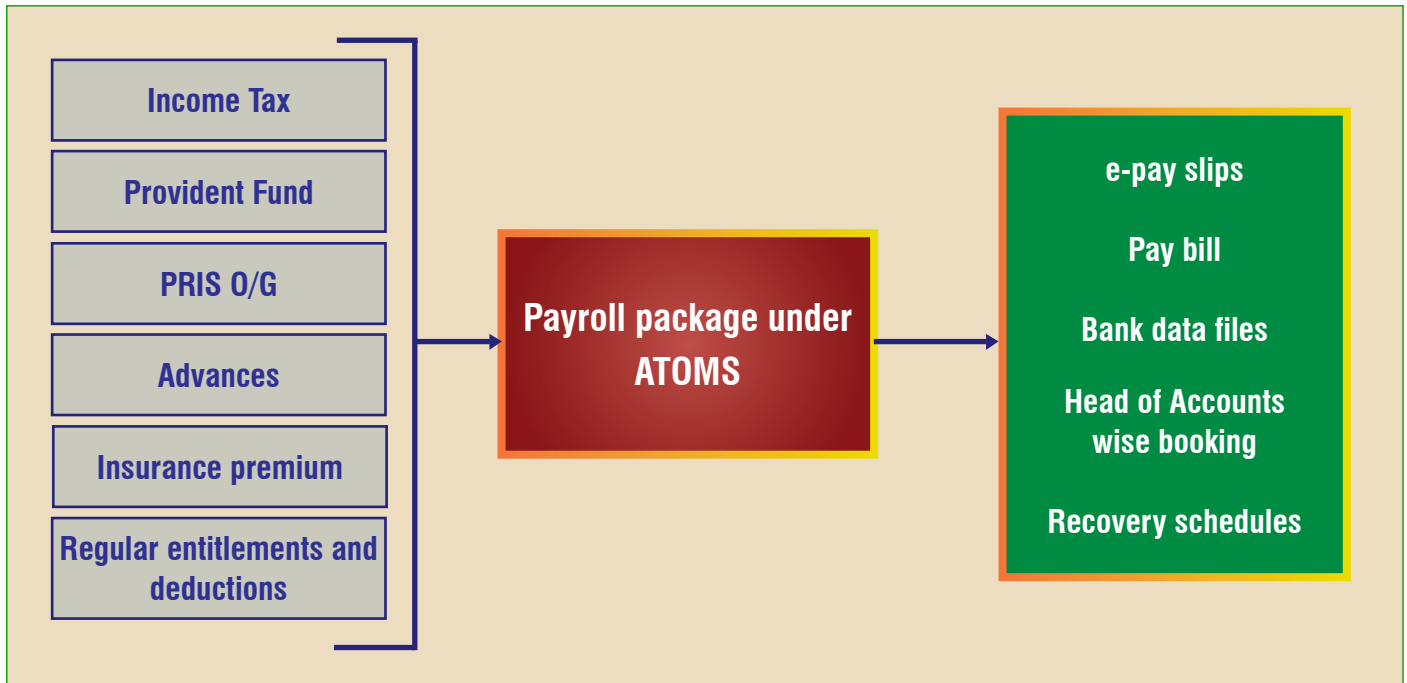 Income Tax
Provident Fund
PRIS O/G
Advances
Insurance premium
Regular entitlements and
deductions
Payroll package under
ATOMS
e-pay slips
Pay bill
Bank data files
Head of Accounts
wise booking
Recovery schedules